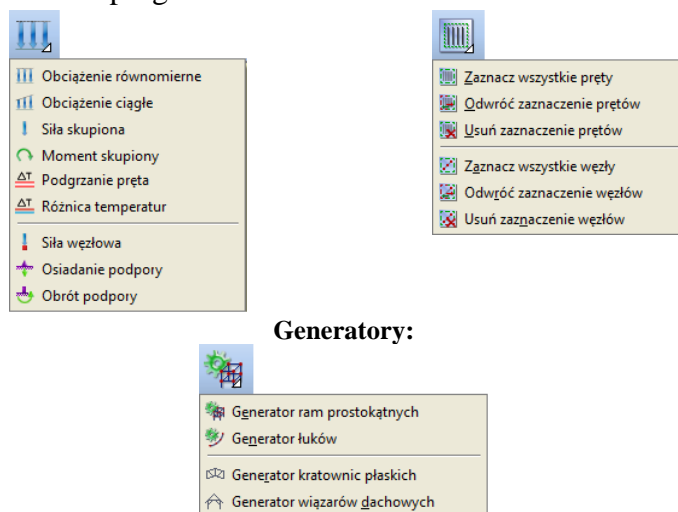 Obciążenie równomierne
Obciążenie ciągłe
Siła skupiona
Moment skupiony
ΔT Podgrzanie pręta
ΔT Różnica temperatur
Siła węzłowa
Osiadanie podpory
Obrót podpory
Zaznacz wszystkie pręty
Odwróć zaznaczenie prętów
Usuń zaznaczenie prętów
Zaznacz wszystkie węzły
Odwróć zaznaczenie węzłów
Usuń zaznaczenie węzłów
Generatory:
Generator ram prostokątnych
Generator łuków
Generator kratownic płaskich
Generator wiązarów dachowych